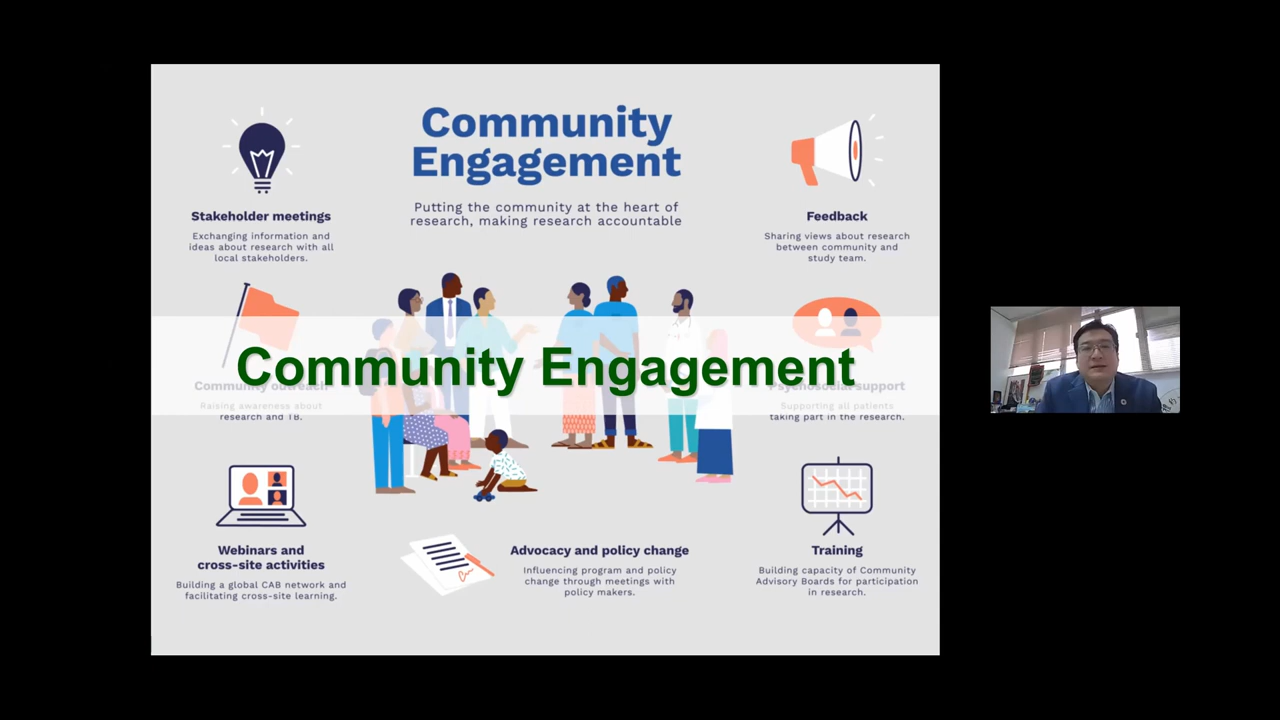 Community
Engagement
Putting the community at the heart of
research, making research accountable
Stakeholder meetings
Exchanging information and
ideas about research with all
local stakeholders.
Feedback
Sharing views about research
between community and
study team.
Community Engagement
Community outreach
Raising awareness about
research and TB.
Psychosocial support
Supporting all patients
taking part in the research.
Webinars and
cross-site activities
Building a global CAB network and
facilitating cross-site learning.
Advocacy and policy change
Influencing program and policy
change through meetings with
policy makers.
Training
Building capacity of Community
Advisory Boards for participation
in research.